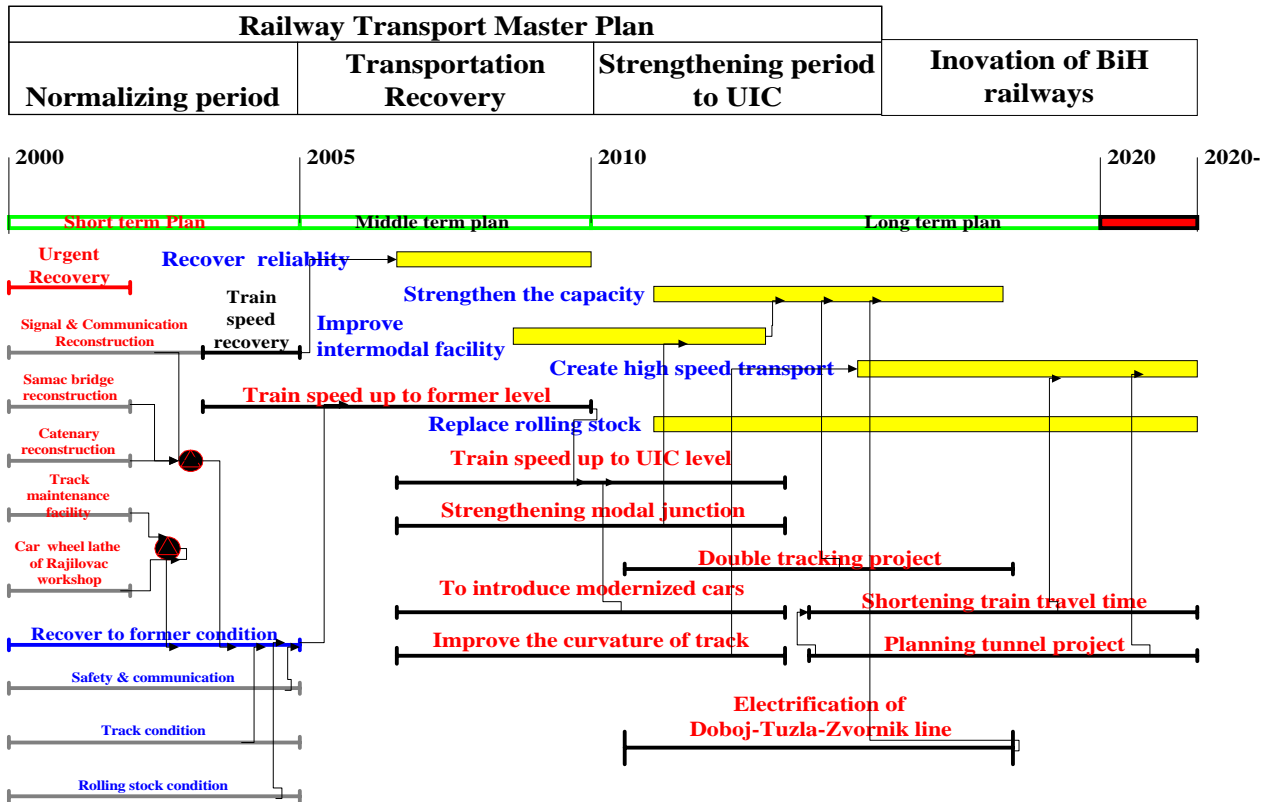 Railway Transport Master Plan
Normalizing period
Transportation
Recovery
Strengthening period
to UIC
Inovation of BiH
railways
2000
2005
2010
2020
2020-
Short term Plan
Middle term plan
Long term plan
Urgent
Recovery
Recover reliablity
Strengthen the capacity
Train
speed
recovery
Signal & Communication
Reconstruction
Improve
intermodal facility
Create high speed transport
Samac bridge
reconstruction
Train speed up to former level
Replace rolling stock
Catenary
reconstruction
Train speed up to UIC level
Track
maintenance
facility
Strengthening modal junction
Car wheel lathe
of Rajilovac
workshop
Double tracking project
To introduce modernized cars
Shortening train travel time
Recover to former condition
Improve the curvature of track
Planning tunnel project
Safety & communication
Electrification of
Doboj-Tuzla-Zvornik line
Track condition
Rolling stock condition